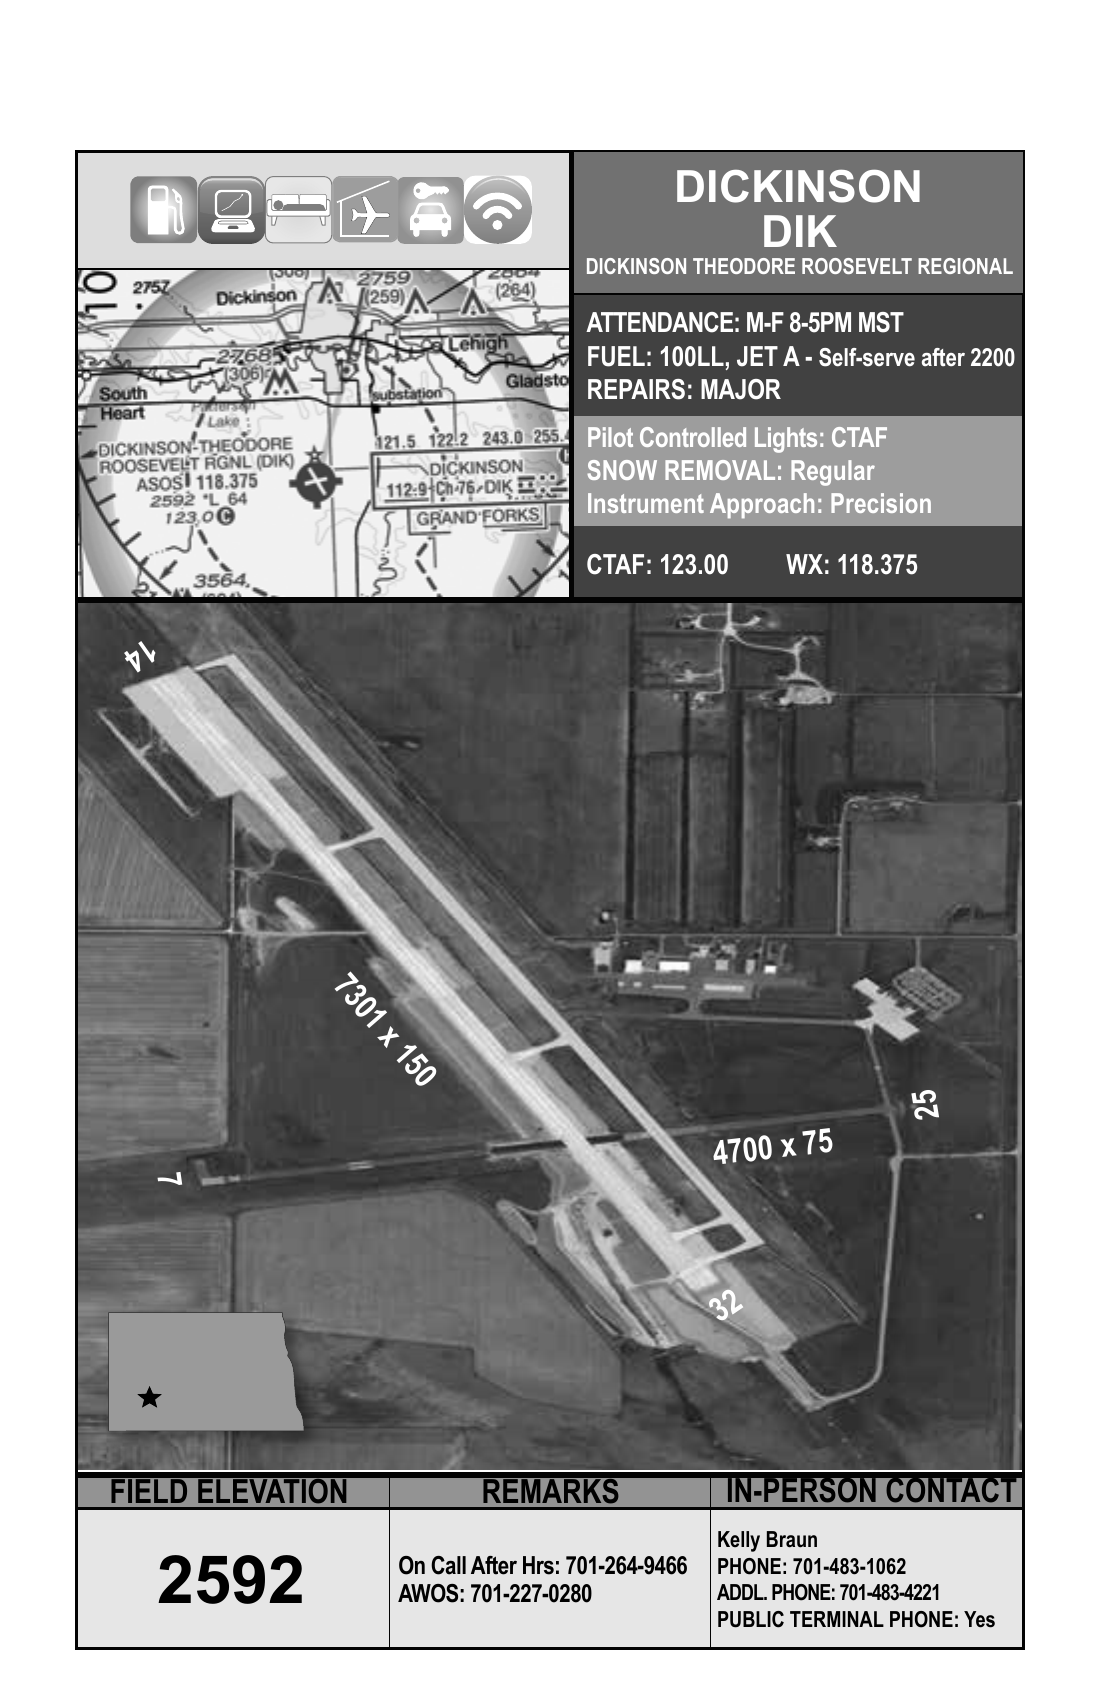 DICKINSON
DIK
DICKINSON THEODORE ROOSEVELT REGIONAL
ATTENDANCE: M-F 8-5PM MST
FUEL: 100LL, JET A - Self-serve after 2200
REPAIRS: MAJOR
Pilot Controlled Lights: CTAF
SNOW REMOVAL: Regular
Instrument Approach: Precision
CTAF: 123.00 WX: 118.375
2757
Dickinson
2759
(259)
2864
(264)
2768
(306)
Lehigh
Gladsto
South
Heart
Patterson
Lake
substation
DICKINSON-THEODORE
ROOSEVELT RGNL (DIK)
ASOS 118.375
2592 *L 64
123.0 C
121.5 122.2 243.0 255.4
DICKINSON
112.9 Ch 76 DIK
GRAND FORKS
3564
14
7301 x 150
25
4700 x 75
7
32
FIELD ELEVATION
2592
REMARKS
On Call After Hrs: 701-264-9466
AWOS: 701-227-0280
IN-PERSON CONTACT
Kelly Braun
PHONE: 701-483-1062
ADDL. PHONE: 701-483-4221
PUBLIC TERMINAL PHONE: Yes